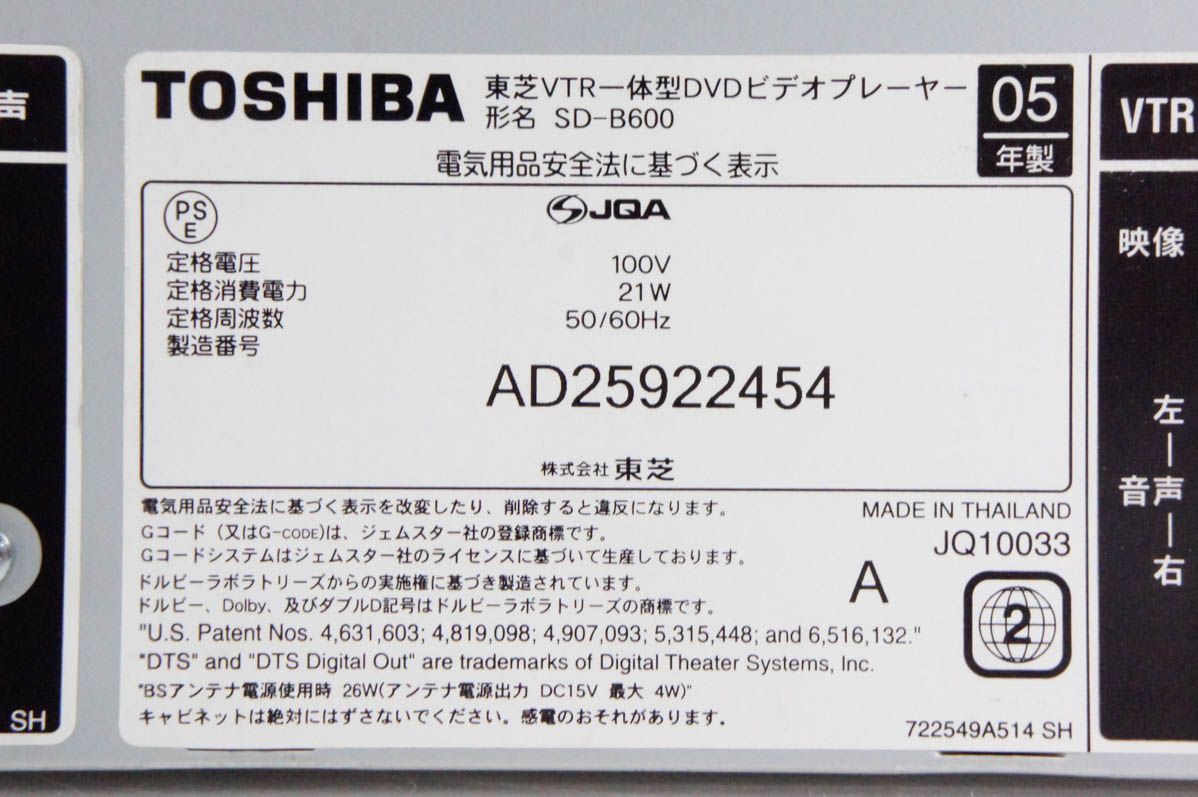 声
SH
TOSHIBA
東芝VTR一体型DVDビデオプレーヤー
形名 SD-B600
05
年製
電気用品安全法に基づく表示
PS
E
JQA
定格電圧 100V
定格消費電力 21W
定格周波数 50/60Hz
製造番号
AD25922454
株式会社 東芝
電気用品安全法に基づく表示を改変したり、削除すると違反になります。
Gコード（又はG-CODE)は、ジェムスター社の登録商標です。
Gコードシステムはジェムスター社のライセンスに基づいて生産しております。
ドルビーラボラトリーズからの実施権に基づき製造されています。
ドルビー、Dolby、及びダブルD記号はドルビーラボラトリーズの商標です。
"U.S. Patent Nos. 4,631,603; 4,819,098; 4,907,093; 5,315,448; and 6,516,132."
"DTS" and "DTS Digital Out" are trademarks of Digital Theater Systems, Inc.
"BSアンテナ電源使用時 26W(アンテナ電源出力 DC15V 最大 4W)"
キャビネットは絶対にはずさないでください。感電のおそれがあります。
MADE IN THAILAND
JQ10033
A
2
722549A514 SH
VTR
映像
左
音声
右